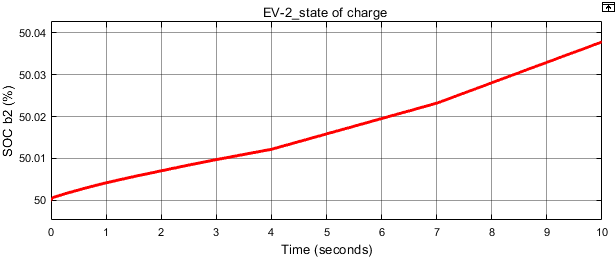 EV-2_state of charge
SOC b2 (%)
50.04
50.03
50.02
50.01
50
0 1 2 3 4 5 6 7 8 9 10
Time (seconds)